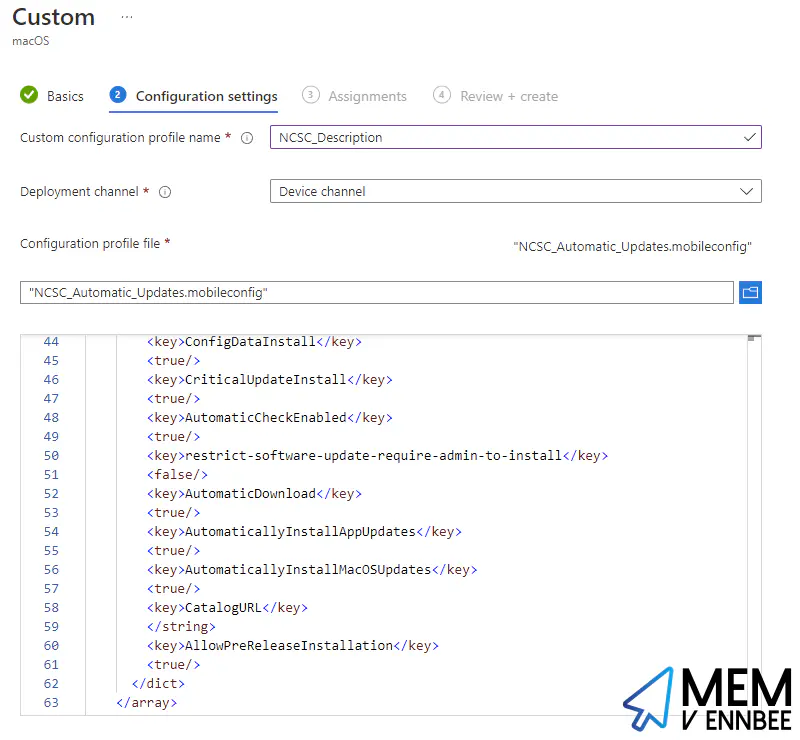 Custom ...
macOS
Basics 2 Configuration settings 3 Assignments 4 Review + create
Custom configuration profile name * NCSC_Description
Deployment channel * Device channel
Configuration profile file * "NCSC_Automatic_Updates.mobileconfig"
"NCSC_Automatic_Updates.mobileconfig"
44 <key>ConfigDataInstall</key>
45 <true/>
46 <key>CriticalUpdateInstall</key>
47 <true/>
48 <key>AutomaticCheckEnabled</key>
49 <true/>
50 <key>restrict-software-update-require-admin-to-install</key>
51 <false/>
52 <key>AutomaticDownload</key>
53 <true/>
54 <key>AutomaticallyInstallAppUpdates</key>
55 <true/>
56 <key>AutomaticallyInstallMacOSUpdates</key>
57 <true/>
58 <key>CatalogURL</key>
59 </string>
60 <key>AllowPreReleaseInstallation</key>
61 <true/>
62 </dict>
63 </array>
MEM
V ENNBEE